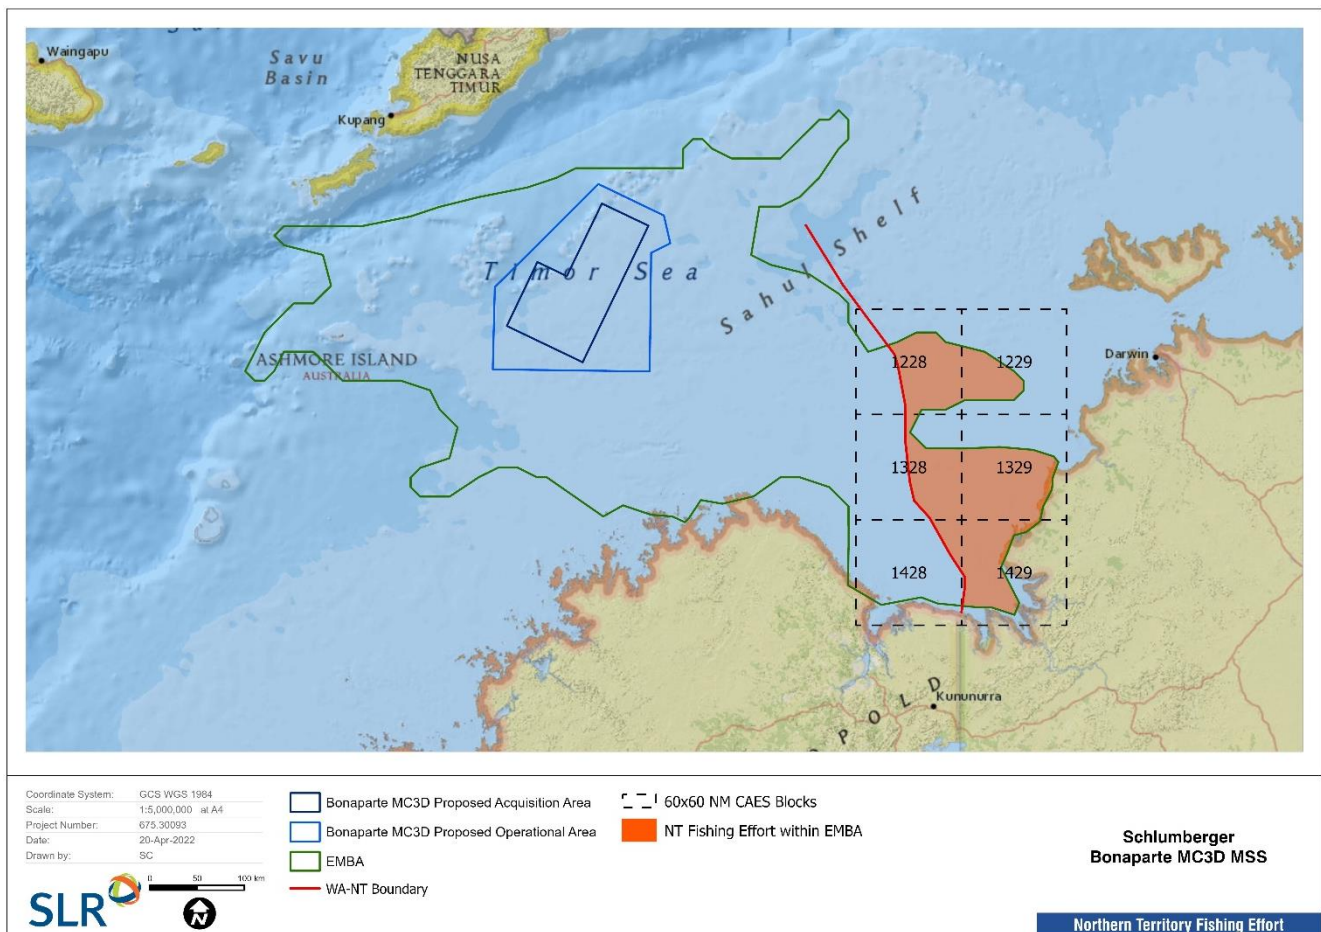 Waingapu
Savu
Basin
NUSA
TENGGARA
TIMUR
Kupang
Timor Sea
Sahul Shelf
ASHMORE ISLAND
AUSTRALIA
Darwin
1228
1229
1328
1329
1428
1429
Kununurra
POLD
Coordinate System: GCS WGS 1984
Scale: 1:5,000,000 at A4
Project Number: 675.30093
Date: 20-Apr-2022
Drawn by: SC
0 50 100 km
SLR
N
Bonaparte MC3D Proposed Acquisition Area
Bonaparte MC3D Proposed Operational Area
EMBA
WA-NT Boundary
60x60 NM CAES Blocks
NT Fishing Effort within EMBA
Schlumberger
Bonaparte MC3D MSS
Northern Territory Fishing Effort